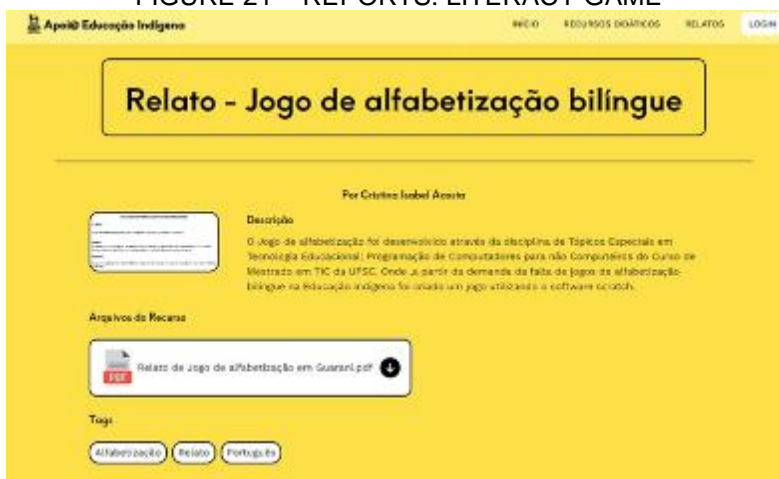 FIGURE 21 – REPORTS: LITERACY GAME
Apoi@ Educação Indígena
INÍCIO RECURSOS DIDÁTICOS RELATOS LOGIN
Relato - Jogo de alfabetização bilíngue
Por Cristina Isabel Acosta
Descrição
O Jogo de alfabetização foi desenvolvido através da disciplina de Tópicos Especiais em
Tecnologia Educacional: Programação de Computadores para não Computeiros do Curso de
Mestrado em TIC da UFSC. Onde a partir da demanda da falta de jogos de alfabetização
bilíngue na Educação Indígena foi criado um jogo utilizando o software scratch.
Arquivos do Recurso
PDF
Relato de Jogo de alfabetização em Guarani.pdf
Tags
Alfabetização Relato Português